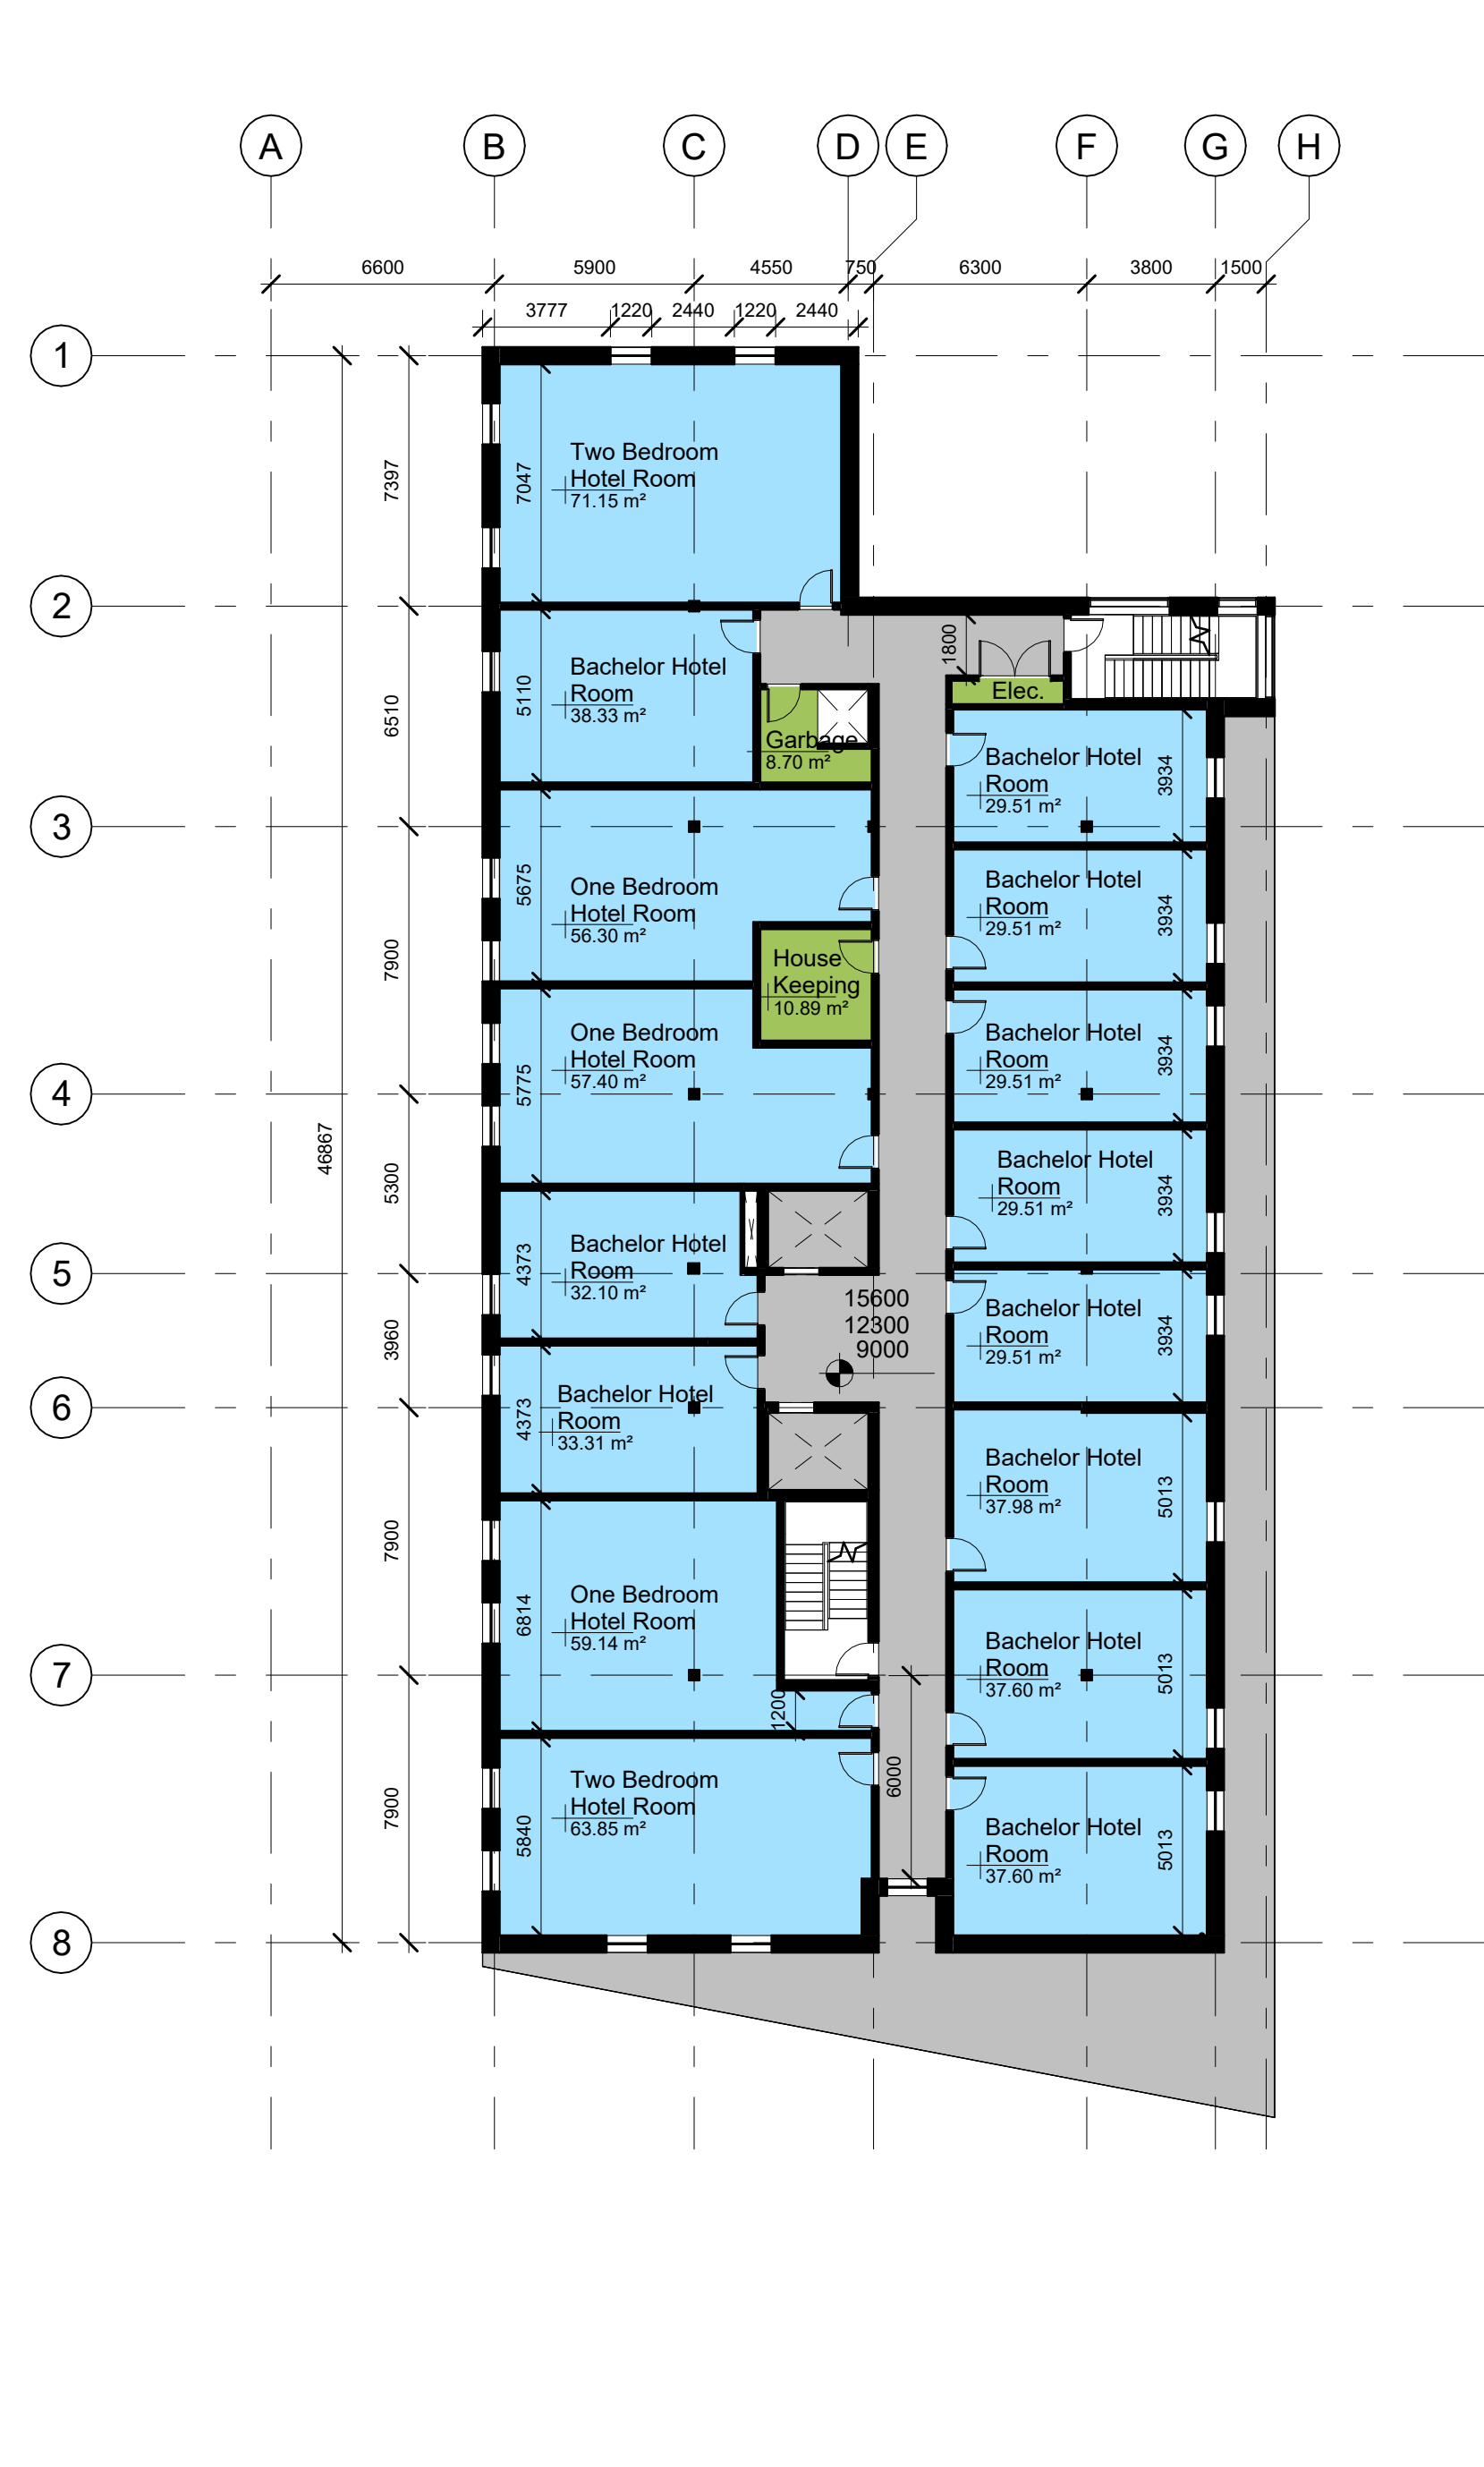 A
B
C
D
E
F
G
H
6600
5900
4550
750
6300
3800
1500
3777
1220
2440
1220
2440
1
2
3
4
5
6
7
8
46867
7397
6510
7900
5300
3960
7900
7900
7047
Two Bedroom
Hotel Room
71.15 m²
5110
Bachelor Hotel
Room
38.33 m²
Garbage
8.70 m²
1800
Elec.
5675
One Bedroom
Hotel Room
56.30 m²
House
Keeping
10.89 m²
5775
One Bedroom
Hotel Room
57.40 m²
4373
Bachelor Hotel
Room
32.10 m²
15600
12300
9000
4373
Bachelor Hotel
Room
33.31 m²
6814
One Bedroom
Hotel Room
59.14 m²
1200
5840
Two Bedroom
Hotel Room
63.85 m²
6000
Bachelor Hotel
Room
29.51 m²
3934
Bachelor Hotel
Room
29.51 m²
3934
Bachelor Hotel
Room
29.51 m²
3934
Bachelor Hotel
Room
29.51 m²
3934
Bachelor Hotel
Room
29.51 m²
3934
Bachelor Hotel
Room
37.98 m²
5013
Bachelor Hotel
Room
37.60 m²
5013
Bachelor Hotel
Room
37.60 m²
5013